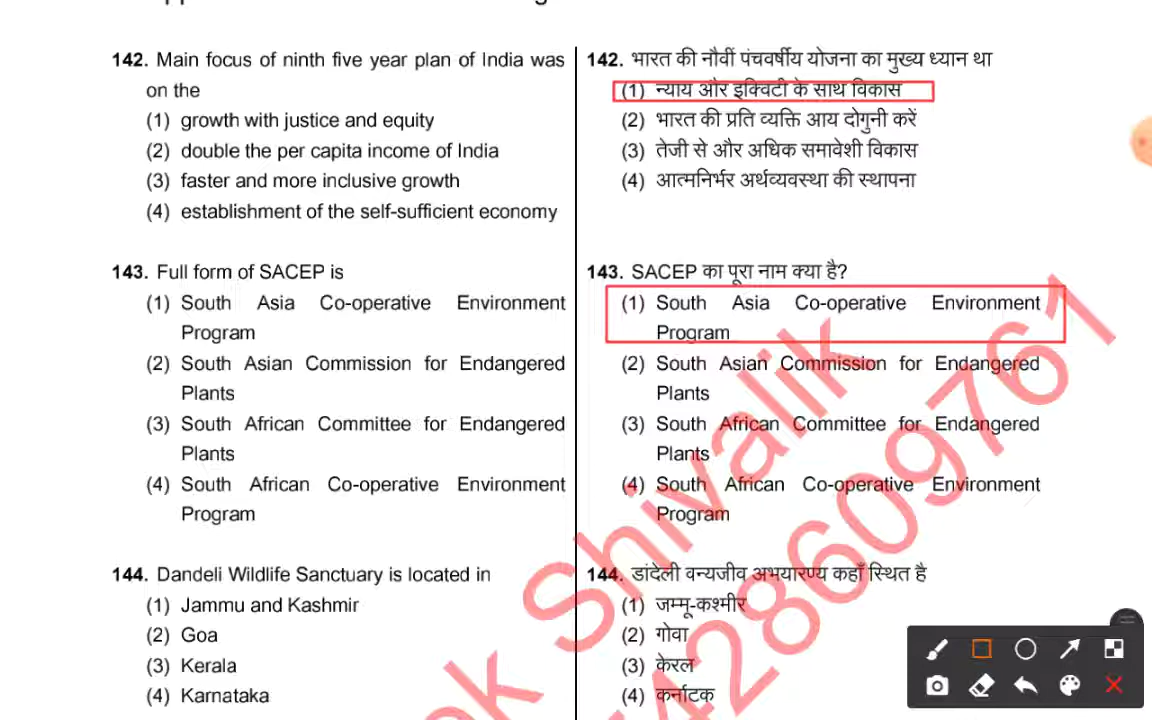 142. Main focus of ninth five year plan of India was
on the
(1) growth with justice and equity
(2) double the per capita income of India
(3) faster and more inclusive growth
(4) establishment of the self-sufficient economy
143. Full form of SACEP is
(1) South Asia Co-operative Environment
Program
(2) South Asian Commission for Endangered
Plants
(3) South African Committee for Endangered
Plants
(4) South African Co-operative Environment
Program
144. Dandeli Wildlife Sanctuary is located in
(1) Jammu and Kashmir
(2) Goa
(3) Kerala
(4) Karnataka
142. भारत की नौवीं पंचवर्षीय योजना का मुख्य ध्यान था
(1) न्याय और इक्विटी के साथ विकास
(2) भारत की प्रति व्यक्ति आय दोगुनी करें
(3) तेजी से और अधिक समावेशी विकास
(4) आत्मनिर्भर अर्थव्यवस्था की स्थापना
143. SACEP का पूरा नाम क्या है?
(1) South Asia Co-operative Environment
Program
(2) South Asian Commission for Endangered
Plants
(3) South African Committee for Endangered
Plants
(4) South African Co-operative Environment
Program
144. डांदेली वन्यजीव अभयारण्य कहाँ स्थित है
(1) जम्मू-कश्मीर
(2) गोवा
(3) केरल
(4) कर्नाटक
Shivalik
428609761